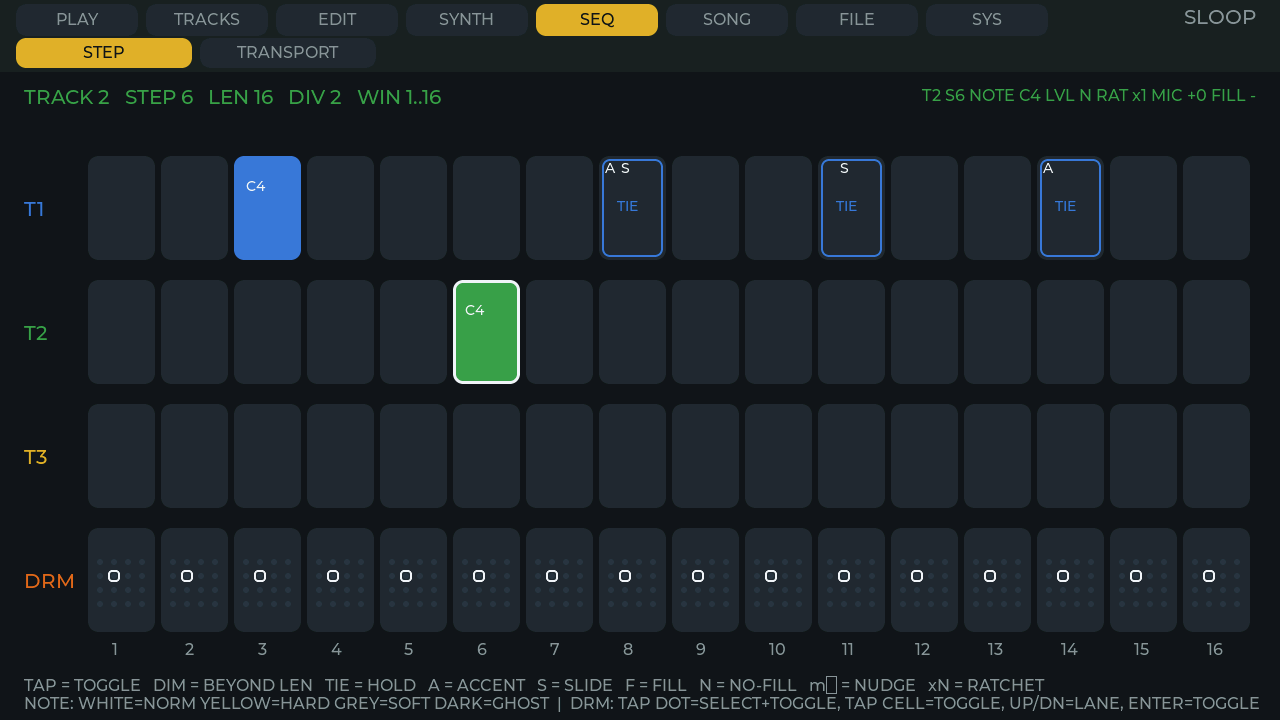 PLAY TRACKS EDIT SYNTH SEQ SONG FILE SYS SLOOP
STEP TRANSPORT
TRACK 2 STEP 6 LEN 16 DIV 2 WIN 1..16 T2 S6 NOTE C4 LVL N RAT x1 MIC +0 FILL -
A S S A
C4
T1 TIE TIE TIE
C4
T2
T3
DRM
1 2 3 4 5 6 7 8 9 10 11 12 13 14 15 16
TAP = TOGGLE DIM = BEYOND LEN TIE = HOLD A = ACCENT S = SLIDE F = FILL N = NO-FILL m□ = NUDGE xN = RATCHET
NOTE: WHITE=NORM YELLOW=HARD GREY=SOFT DARK=GHOST | DRM: TAP DOT=SELECT+TOGGLE, TAP CELL=TOGGLE, UP/DN=LANE, ENTER=TOGGLE